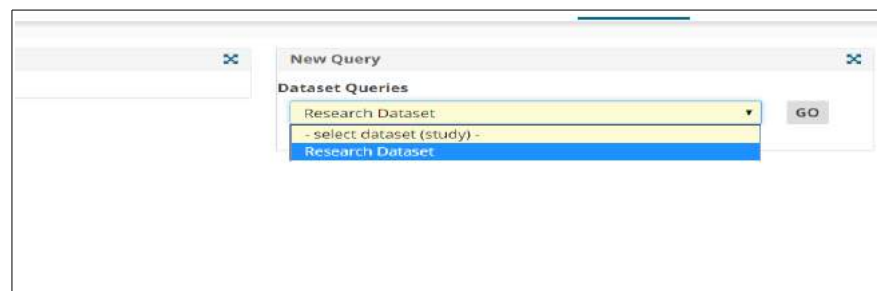 New Query
Dataset Queries
Research Dataset
GO
- select dataset (study) -
Research Dataset